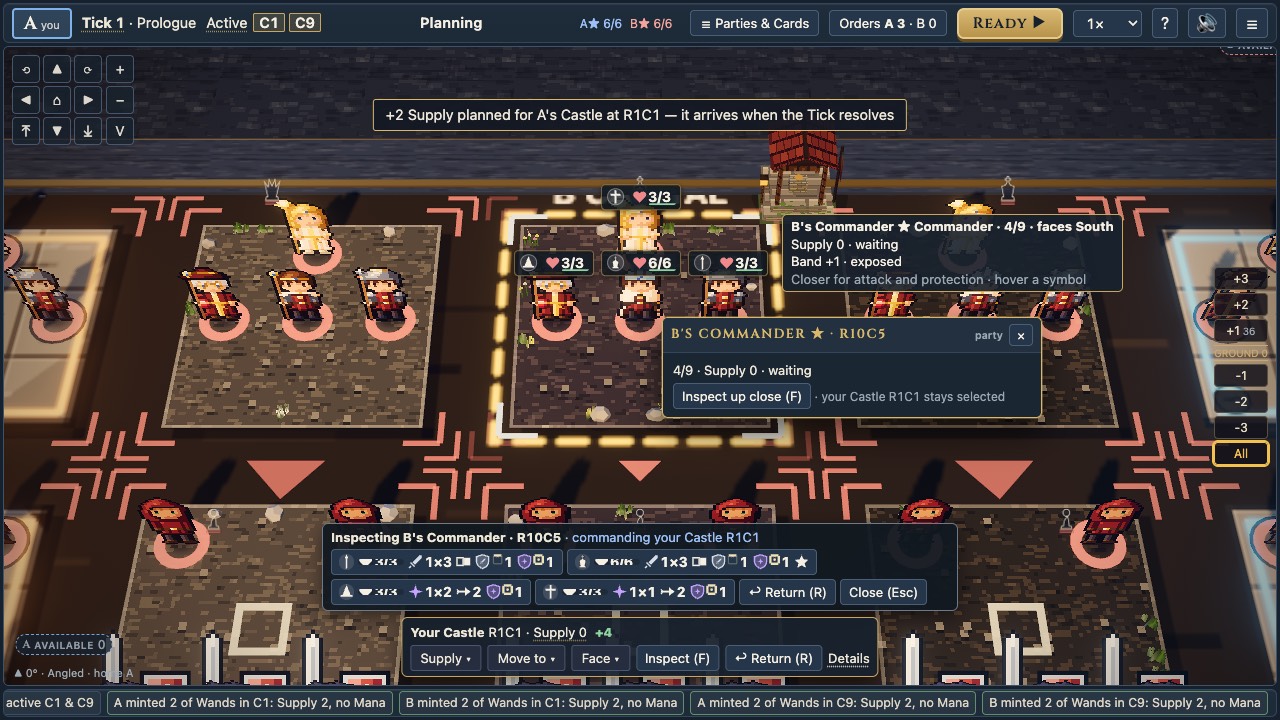 A you
Tick 1 · Prologue Active C1 C9
Planning
A★ 6/6 B★ 6/6
≡ Parties & Cards
Orders A 3 · B 0
READY ▶
1×
?
+2 Supply planned for A's Castle at R1C1 — it arrives when the Tick resolves
V
3/3
3/3
6/6
3/3
B's Commander ★ Commander · 4/9 · faces South
Supply 0 · waiting
Band +1 · exposed
Closer for attack and protection · hover a symbol
B'S COMMANDER ★ · R10C5
party ×
4/9 · Supply 0 · waiting
Inspect up close (F) · your Castle R1C1 stays selected
+3
+2
+1 36
GROUND 0
-1
-2
-3
All
Inspecting B's Commander · R10C5 · commanding your Castle R1C1
1×3 1 1
1×3 1 1 ★
1×2 ↦2 1
1×1 ↦2 1
↩ Return (R)
Close (Esc)
Your Castle R1C1 · Supply 0 +4
Supply ▾
Move to ▾
Face ▾
Inspect (F)
↩ Return (R)
Details
A AVAILABLE 0
▲ 0° · Angled · A
active C1 & C9
A minted 2 of Wands in C1: Supply 2, no Mana
B minted 2 of Wands in C1: Supply 2, no Mana
A minted 2 of Wands in C9: Supply 2, no Mana
B minted 2 of Wands in C9: Supply 2, no Mana